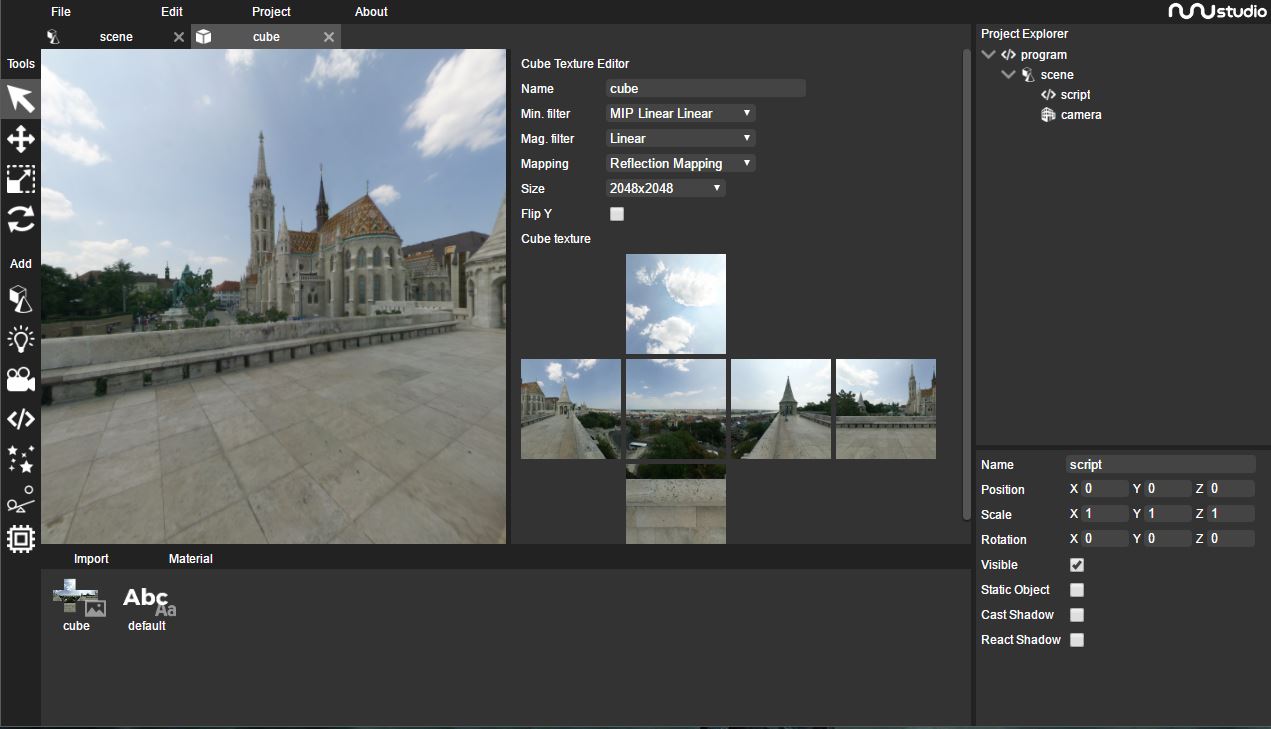 File Edit Project About
nunustudio
scene cube
Tools
Add
Cube Texture Editor
Name cube
Min. filter MIP Linear Linear
Mag. filter Linear
Mapping Reflection Mapping
Size 2048x2048
Flip Y
Cube texture
Project Explorer
program
scene
script
camera
Name script
Position X 0 Y 0 Z 0
Scale X 1 Y 1 Z 1
Rotation X 0 Y 0 Z 0
Visible
Static Object
Cast Shadow
React Shadow
Import Material
Abc
Aa
cube default